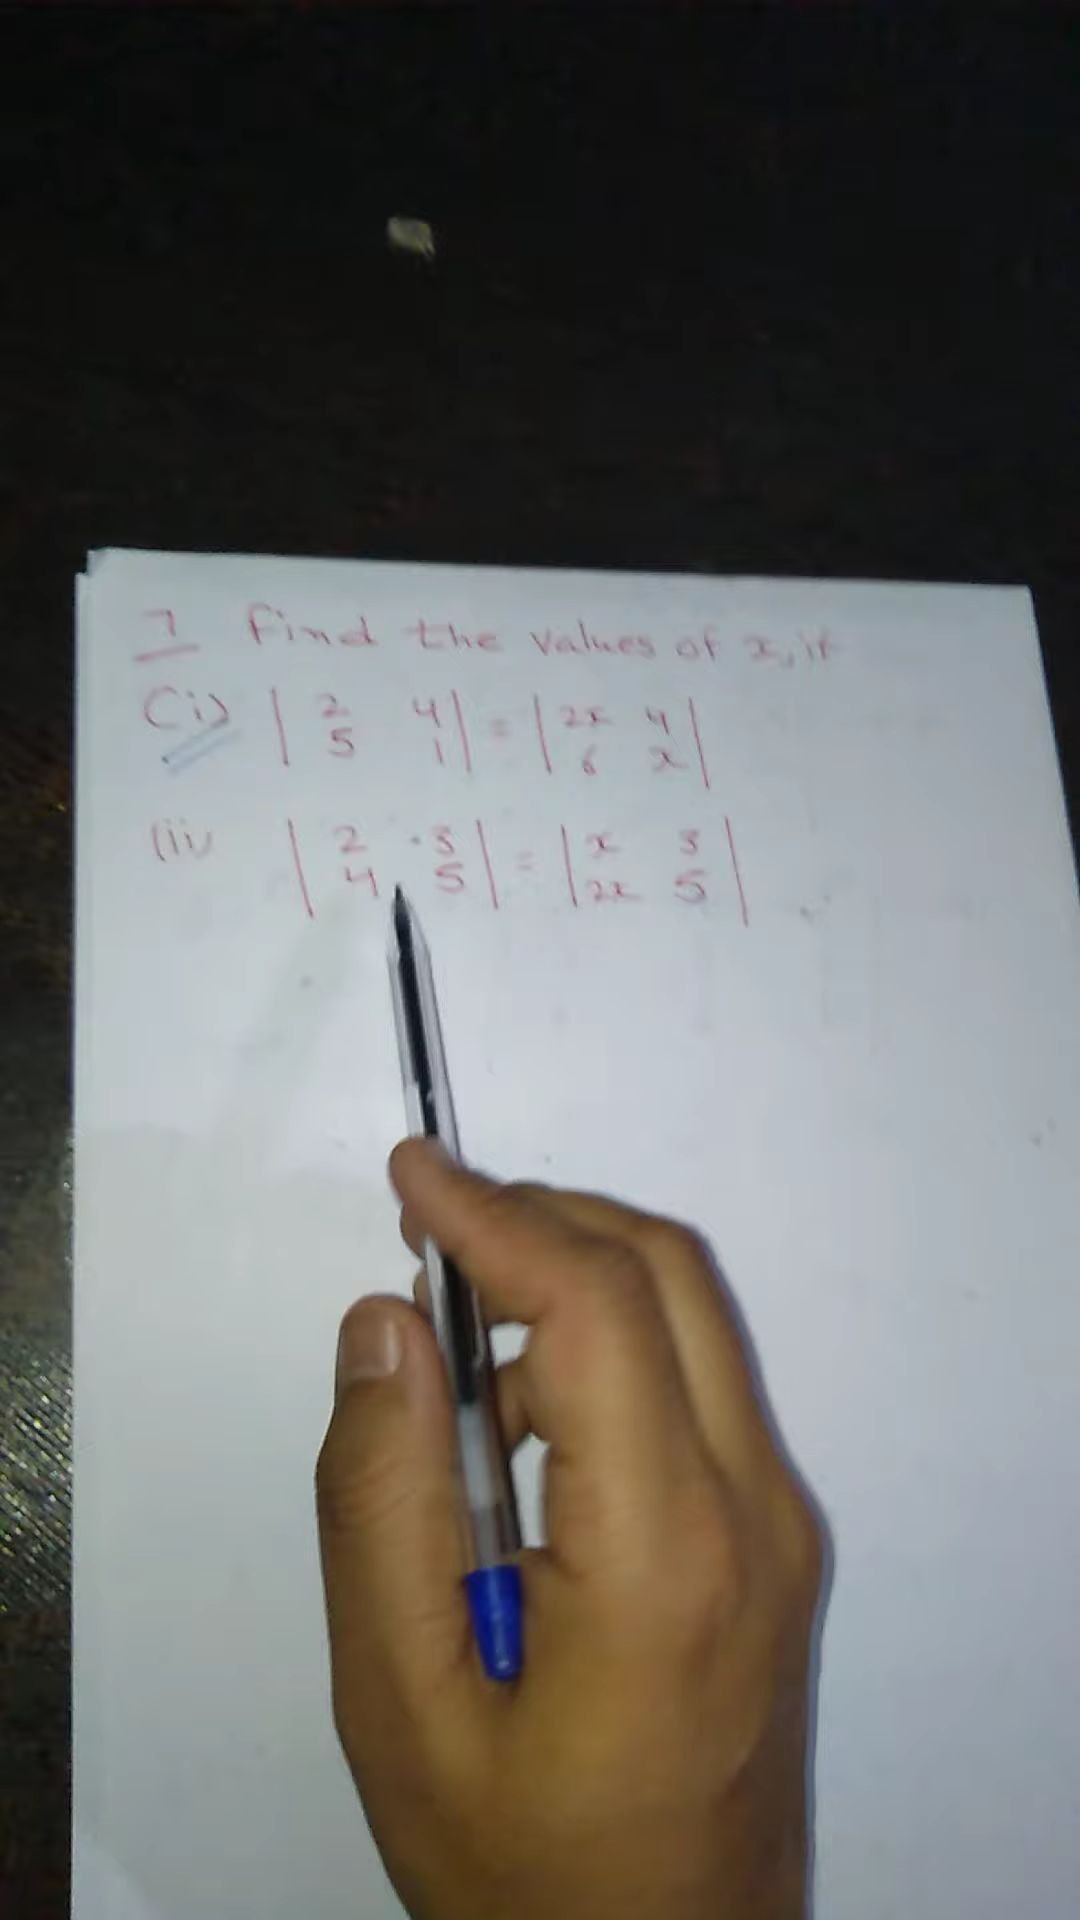 7 Find the values of x, if
(i) | 2 4 | = | 2x 4 |
| 5 1 | | 6 x |
(ii) | 2 3 | = | x 3 |
| 4 5 | | 2x 5 |